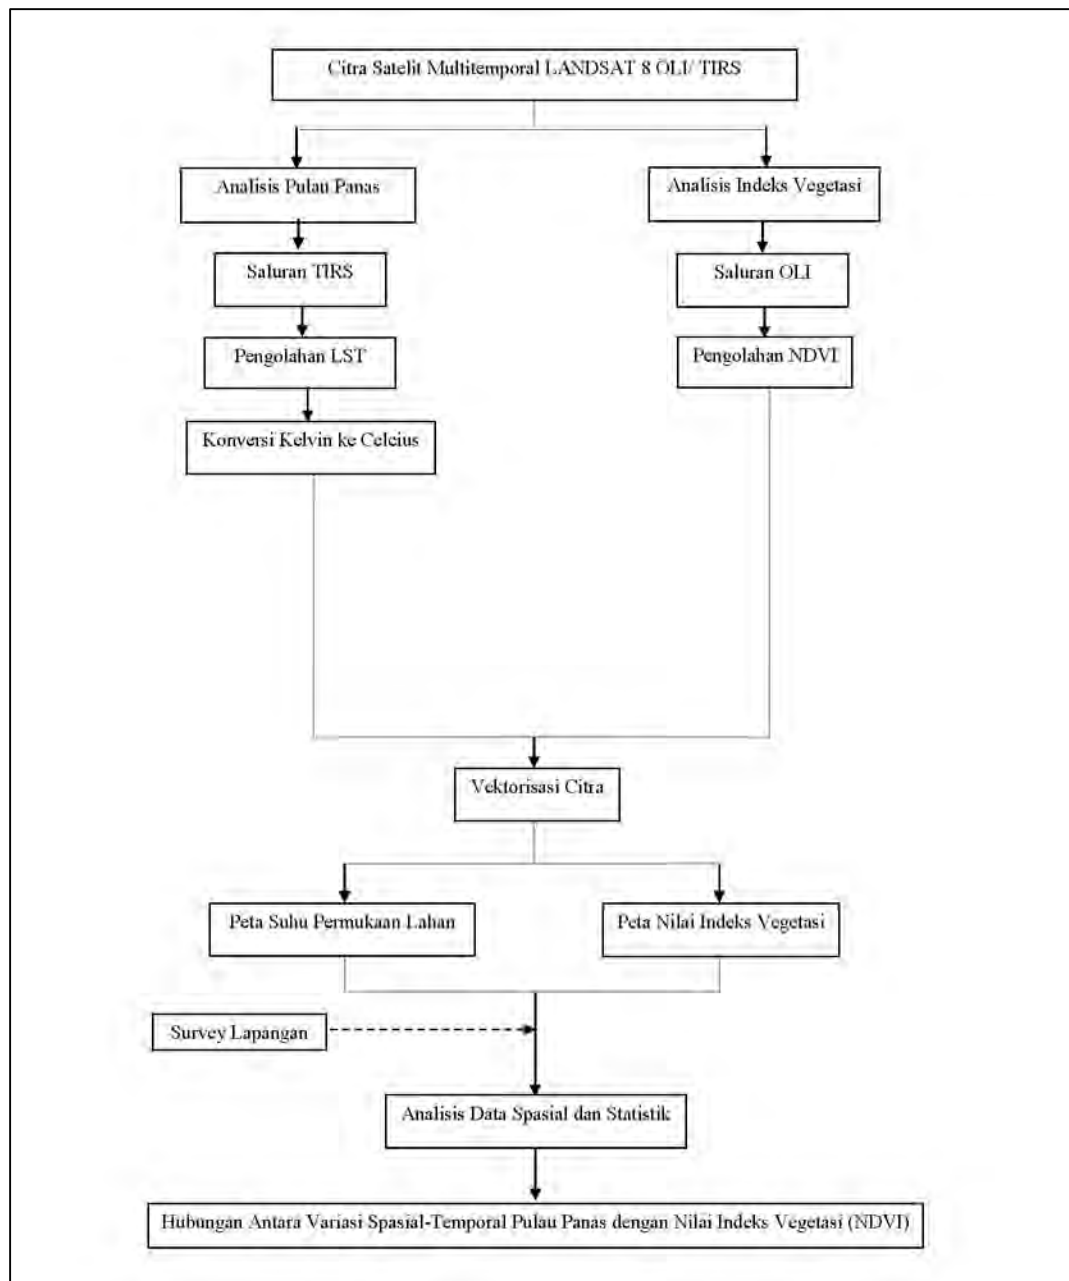 Citra Satelit Multitemporal LANDSAT 8 OLI/ TIRS
Analisis Pulau Panas
Analisis Indeks Vegetasi
Saluran TIRS
Saluran OLI
Pengolahan LST
Pengolahan NDVI
Konversi Kelvin ke Celcius
Vektorisasi Citra
Peta Suhu Permukaan Lahan
Peta Nilai Indeks Vegetasi
Survey Lapangan
Analisis Data Spasial dan Statistik
Hubungan Antara Variasi Spasial-Temporal Pulau Panas dengan Nilai Indeks Vegetasi (NDVI)